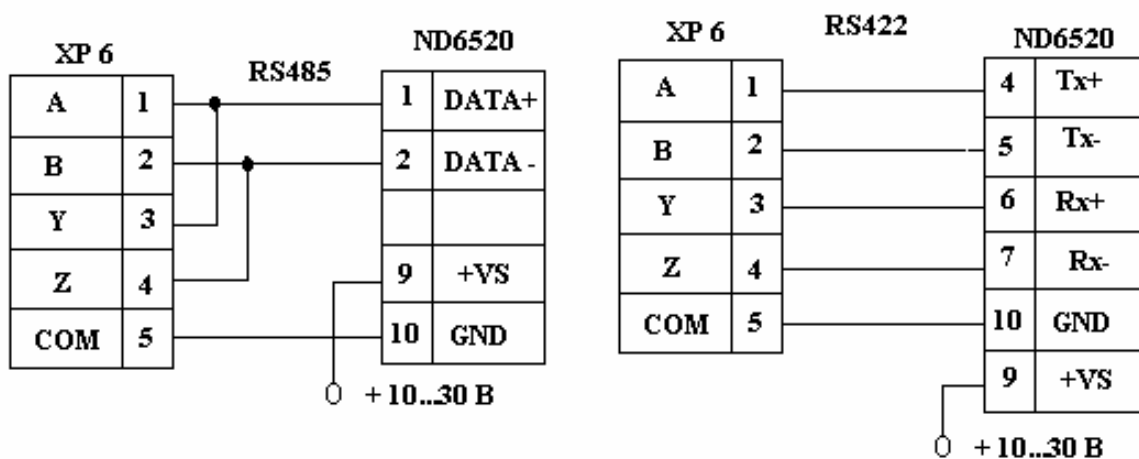 XP 6
RS485
ND6520
A 1
B 2
Y 3
Z 4
COM 5
1 DATA+
2 DATA -
9 +VS
10 GND
+ 10...30 В
XP 6
RS422
ND6520
A 1
B 2
Y 3
Z 4
COM 5
4 Tx+
5 Tx-
6 Rx+
7 Rx-
10 GND
9 +VS
+ 10...30 В